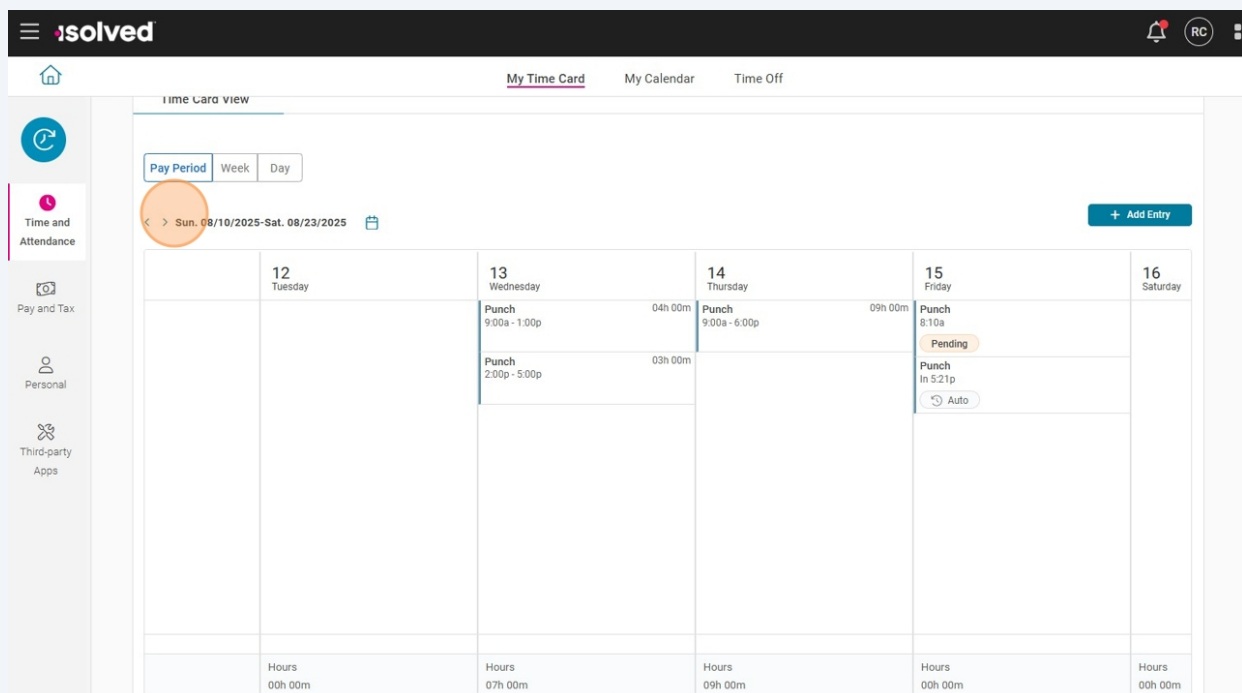 isolved
RC
My Time Card My Calendar Time Off
Time Card View
Pay Period Week Day
Sun. 08/10/2025-Sat. 08/23/2025
+ Add Entry
Time and
Attendance
Pay and Tax
Personal
Third-party
Apps
12
Tuesday
13
Wednesday
14
Thursday
15
Friday
16
Saturday
Punch 04h 00m
9:00a - 1:00p
Punch 03h 00m
2:00p - 5:00p
Punch 09h 00m
9:00a - 6:00p
Punch
8:10a
Pending
Punch
In 5:21p
Auto
Hours
00h 00m
Hours
07h 00m
Hours
09h 00m
Hours
00h 00m
Hours
00h 00m